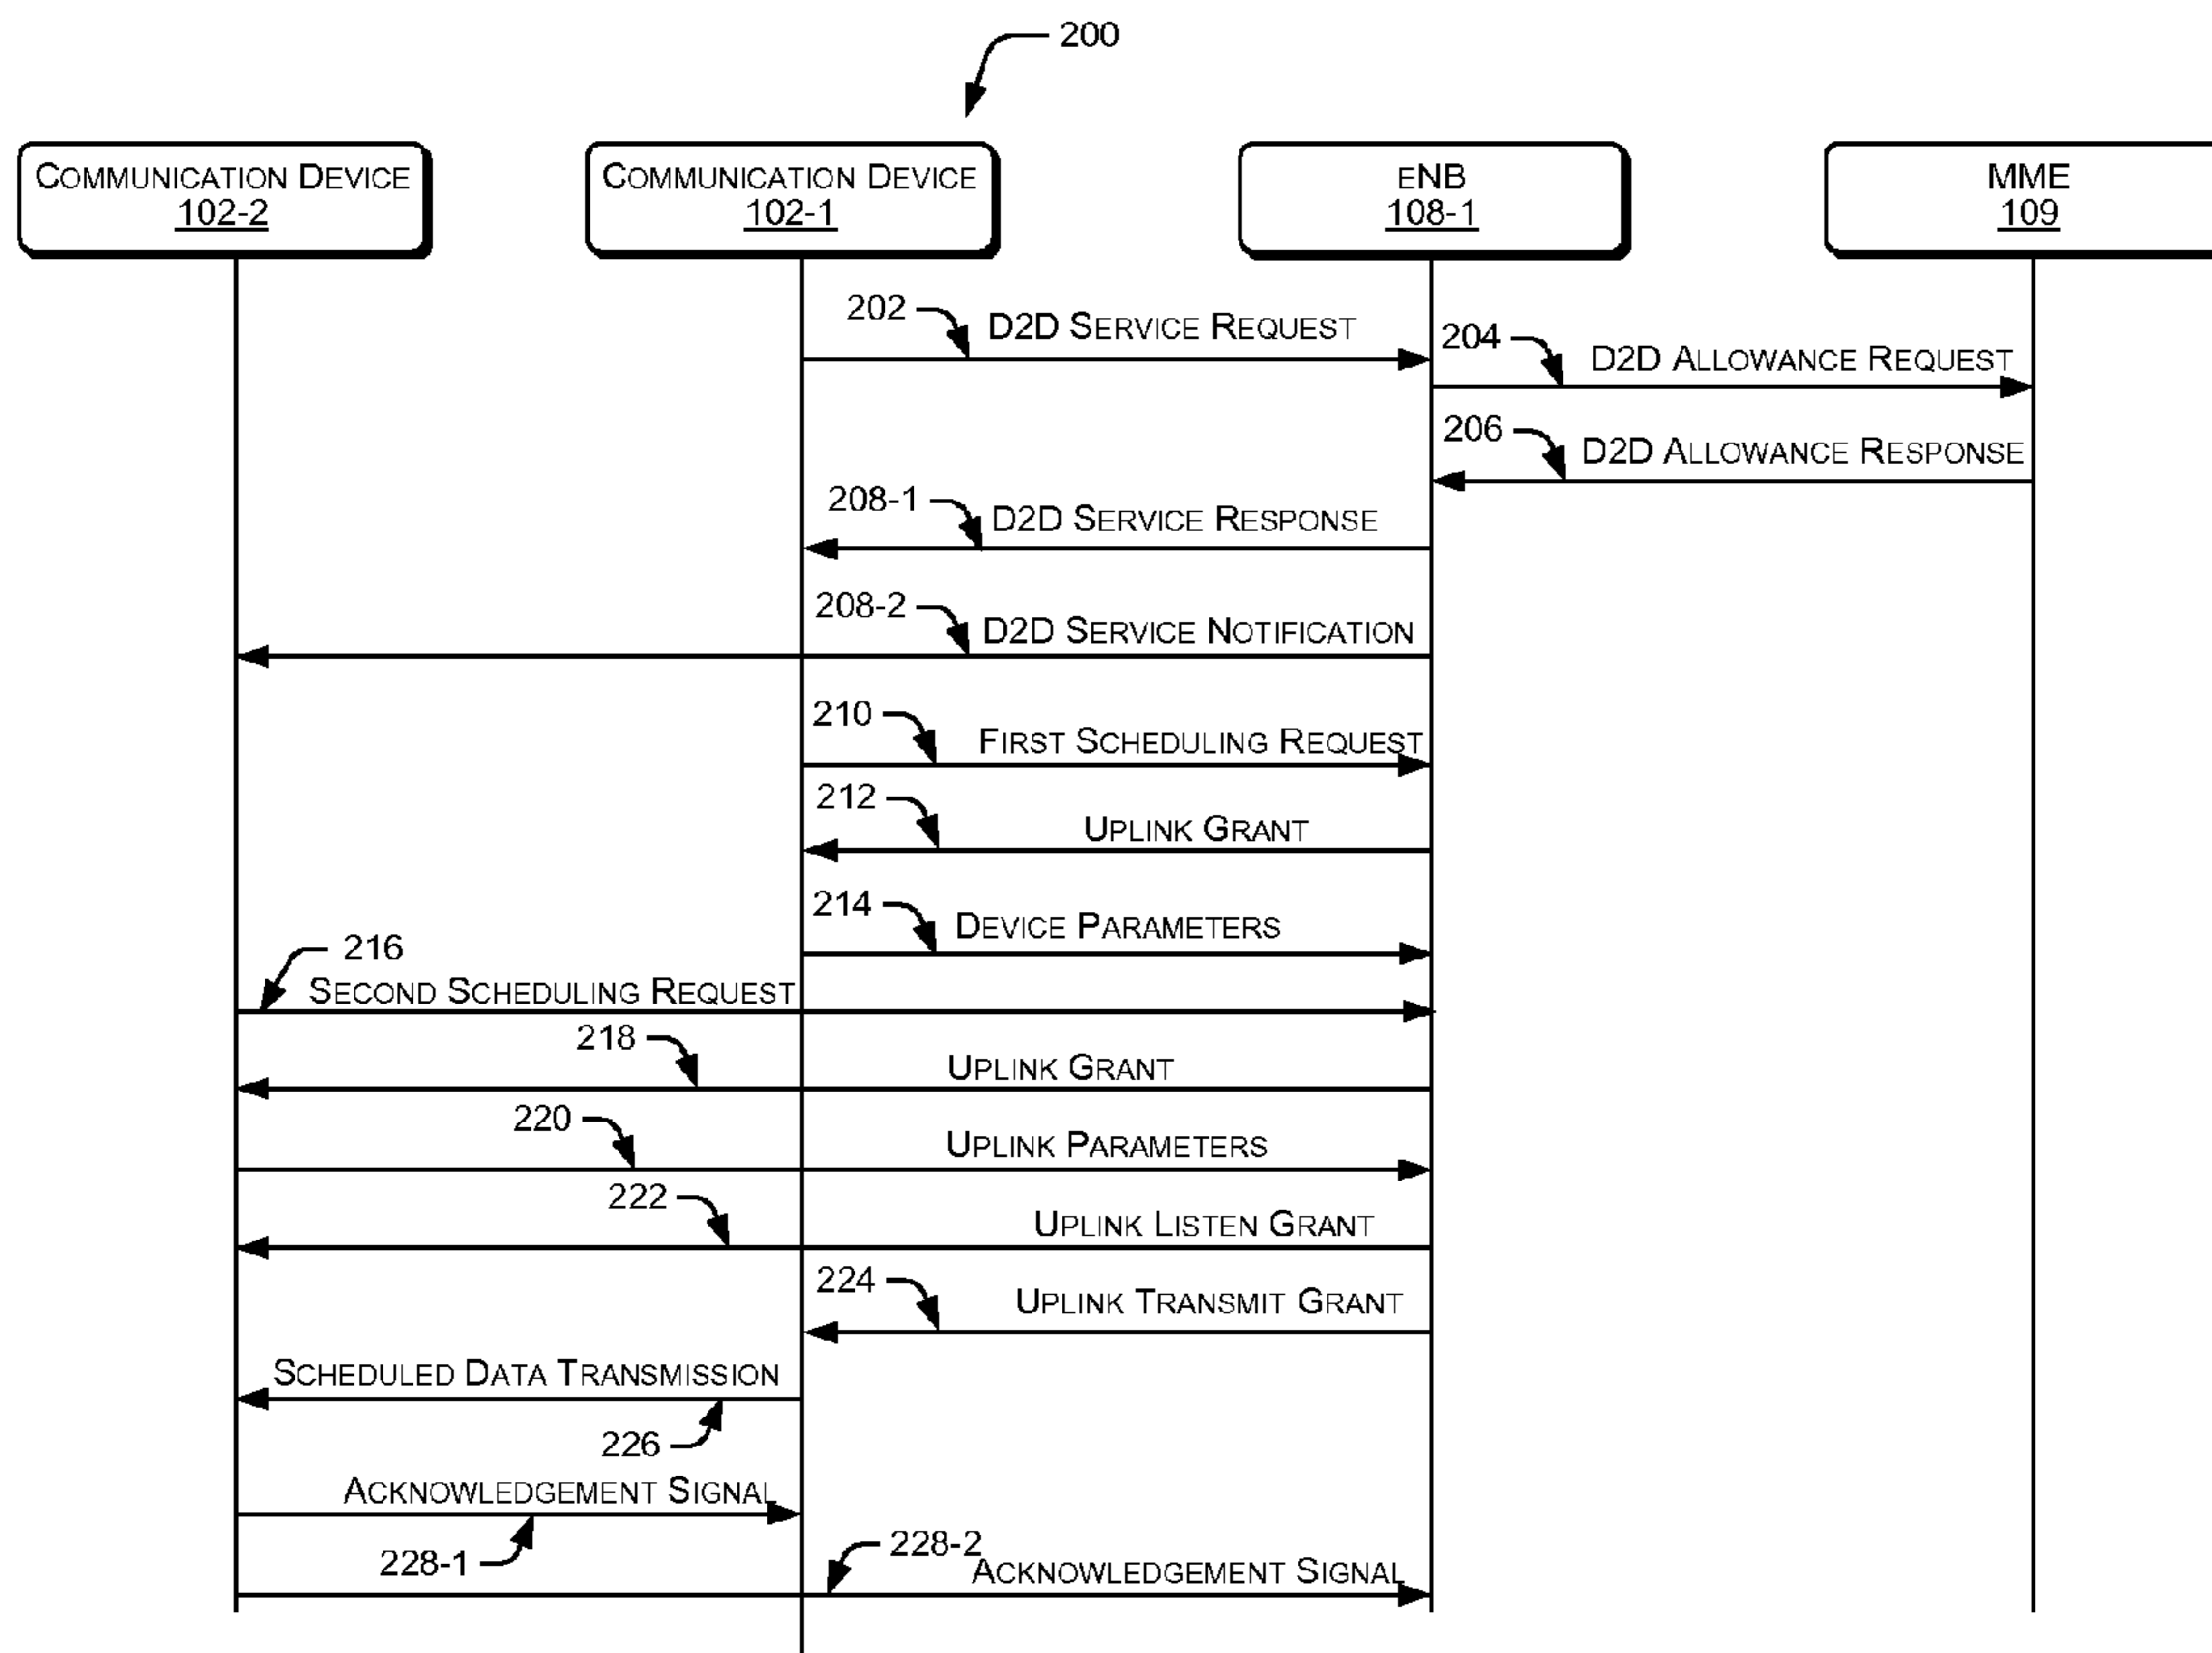 200
COMMUNICATION DEVICE
102-2
COMMUNICATION DEVICE
102-1
ENB
108-1
MME
109
202
D2D SERVICE REQUEST
204
D2D ALLOWANCE REQUEST
206
D2D ALLOWANCE RESPONSE
208-1
D2D SERVICE RESPONSE
208-2
D2D SERVICE NOTIFICATION
210
FIRST SCHEDULING REQUEST
212
UPLINK GRANT
214
DEVICE PARAMETERS
216
SECOND SCHEDULING REQUEST
218
UPLINK GRANT
220
UPLINK PARAMETERS
222
UPLINK LISTEN GRANT
224
UPLINK TRANSMIT GRANT
SCHEDULED DATA TRANSMISSION
226
ACKNOWLEDGEMENT SIGNAL
228-1
228-2
ACKNOWLEDGEMENT SIGNAL